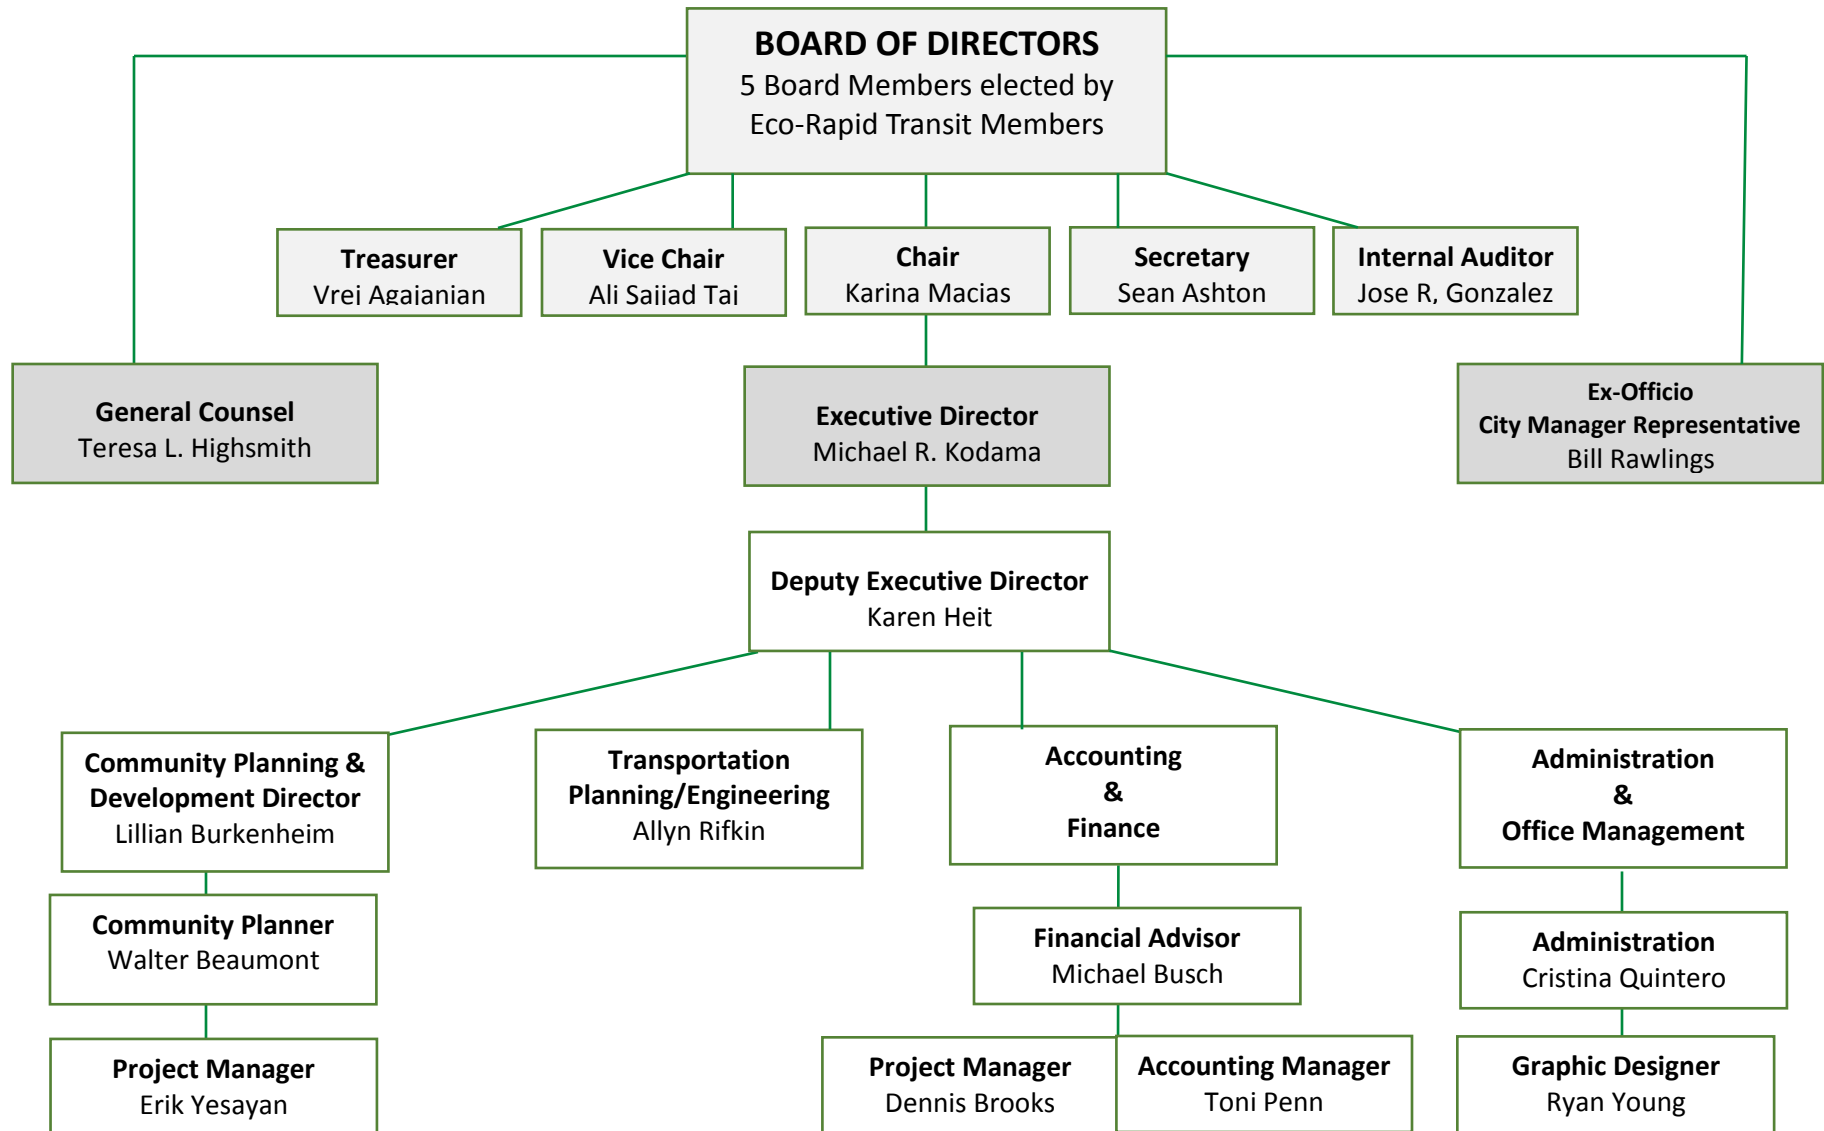 BOARD OF DIRECTORS
5 Board Members elected by
Eco-Rapid Transit Members
Treasurer
Vrej Agajanian
Vice Chair
Ali Sajjad Taj
Chair
Karina Macias
Secretary
Sean Ashton
Internal Auditor
Jose R, Gonzalez
General Counsel
Teresa L. Highsmith
Executive Director
Michael R. Kodama
Ex-Officio
City Manager Representative
Bill Rawlings
Deputy Executive Director
Karen Heit
Community Planning &
Development Director
Lillian Burkenheim
Transportation
Planning/Engineering
Allyn Rifkin
Accounting
&
Finance
Administration
&
Office Management
Community Planner
Walter Beaumont
Financial Advisor
Michael Busch
Administration
Cristina Quintero
Project Manager
Erik Yesayan
Project Manager
Dennis Brooks
Accounting Manager
Toni Penn
Graphic Designer
Ryan Young